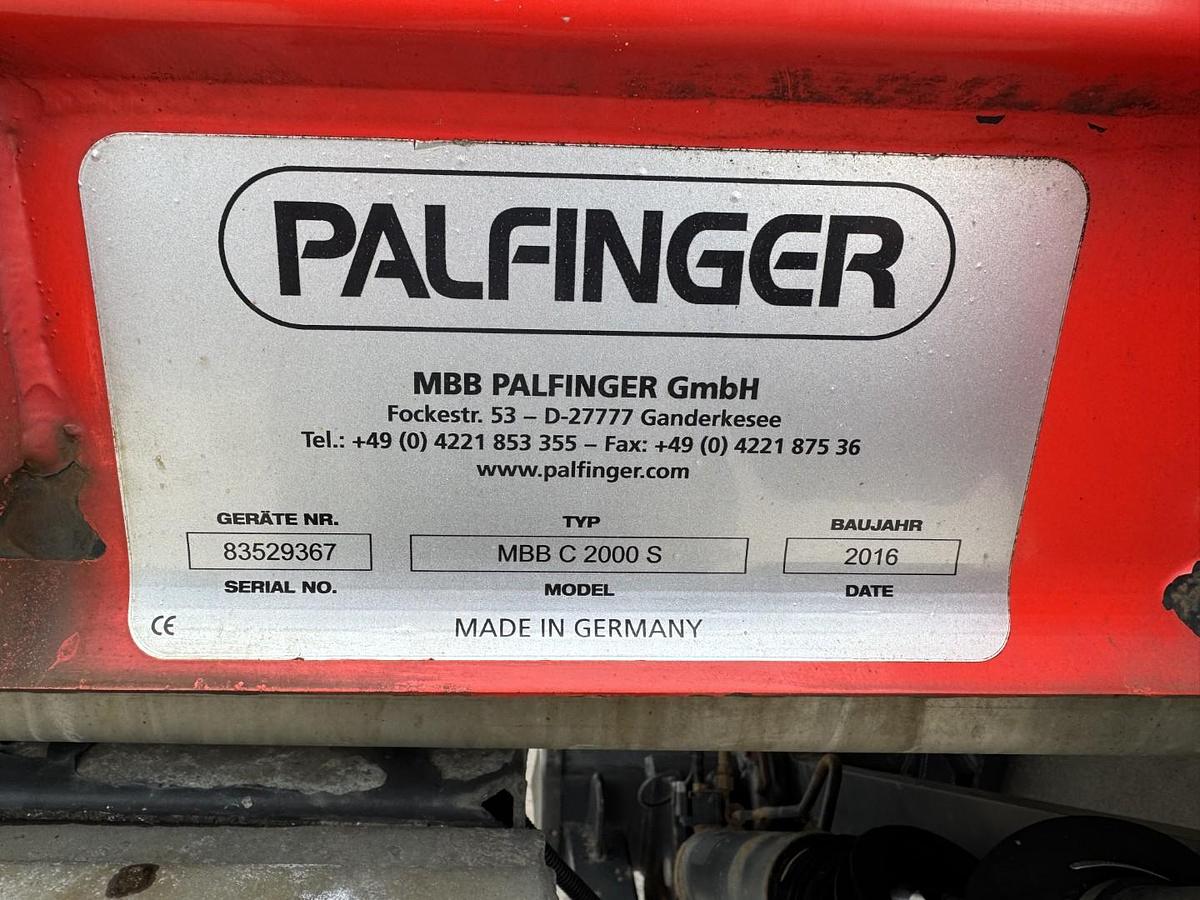 PALFINGER
MBB PALFINGER GmbH
Fockestr. 53 – D-27777 Ganderkesee
Tel.: +49 (0) 4221 853 355 – Fax: +49 (0) 4221 875 36
www.palfinger.com
GERÄTE NR. TYP BAUJAHR
83529367 MBB C 2000 S 2016
SERIAL NO. MODEL DATE
CE MADE IN GERMANY